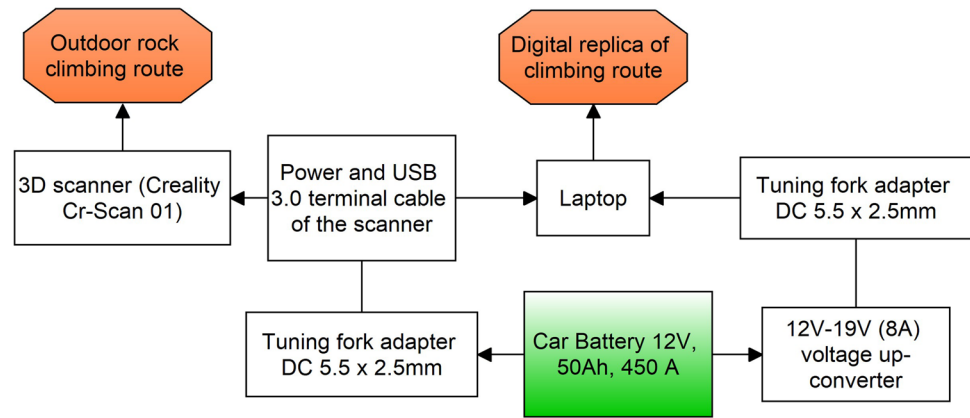 Outdoor rock
climbing route
Digital replica of
climbing route
3D scanner (Creality
Cr-Scan 01)
Power and USB
3.0 terminal cable
of the scanner
Laptop
Tuning fork adapter
DC 5.5 x 2.5mm
Tuning fork adapter
DC 5.5 x 2.5mm
Car Battery 12V,
50Ah, 450 A
12V-19V (8A)
voltage up-
converter